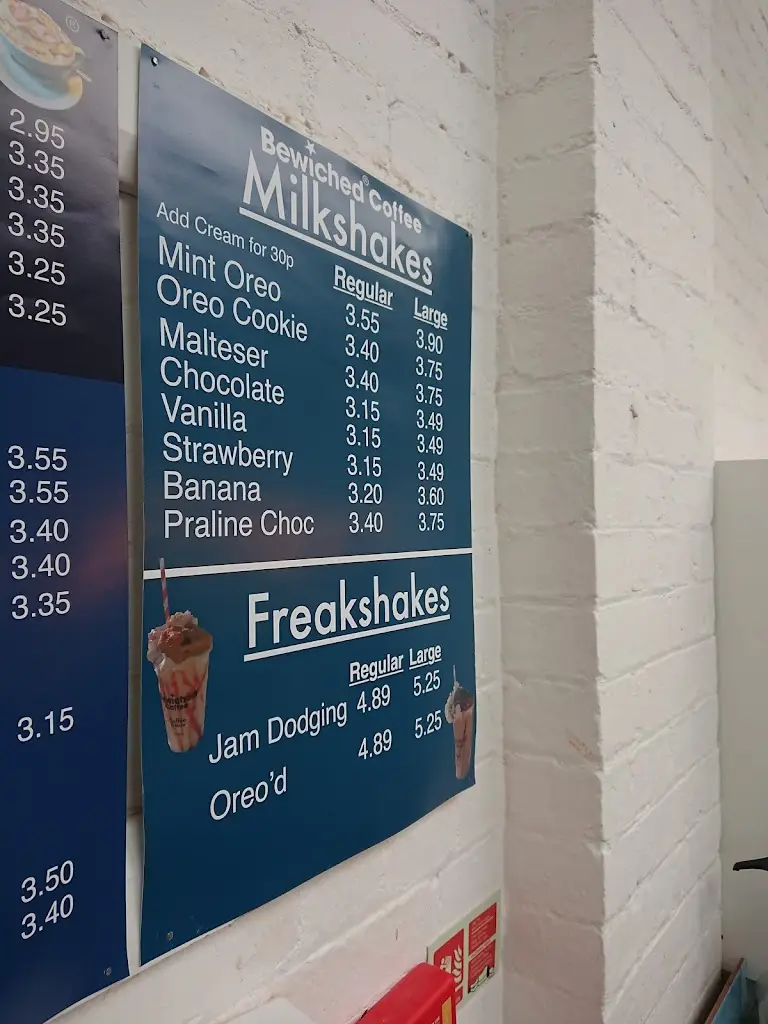 2.95
3.35
3.35
3.35
3.25
3.25
3.55
3.55
3.40
3.40
3.35
3.15
3.50
3.40
Bewiched® Coffee
Milkshakes
Add Cream for 30p
Regular Large
Mint Oreo 3.55 3.90
Oreo Cookie 3.40 3.75
Malteser 3.40 3.75
Chocolate 3.15 3.49
Vanilla 3.15 3.49
Strawberry 3.15 3.49
Banana 3.20 3.60
Praline Choc 3.40 3.75
Freakshakes
Regular Large
Jam Dodging 4.89 5.25
Oreo'd 4.89 5.25